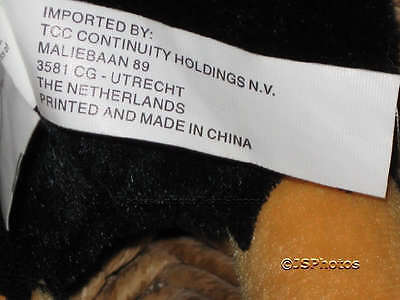 IMPORTED BY:
TCC CONTINUITY HOLDINGS N.V.
MALIEBAAN 89
3581 CG - UTRECHT
THE NETHERLANDS
PRINTED AND MADE IN CHINA
©JSPhotos